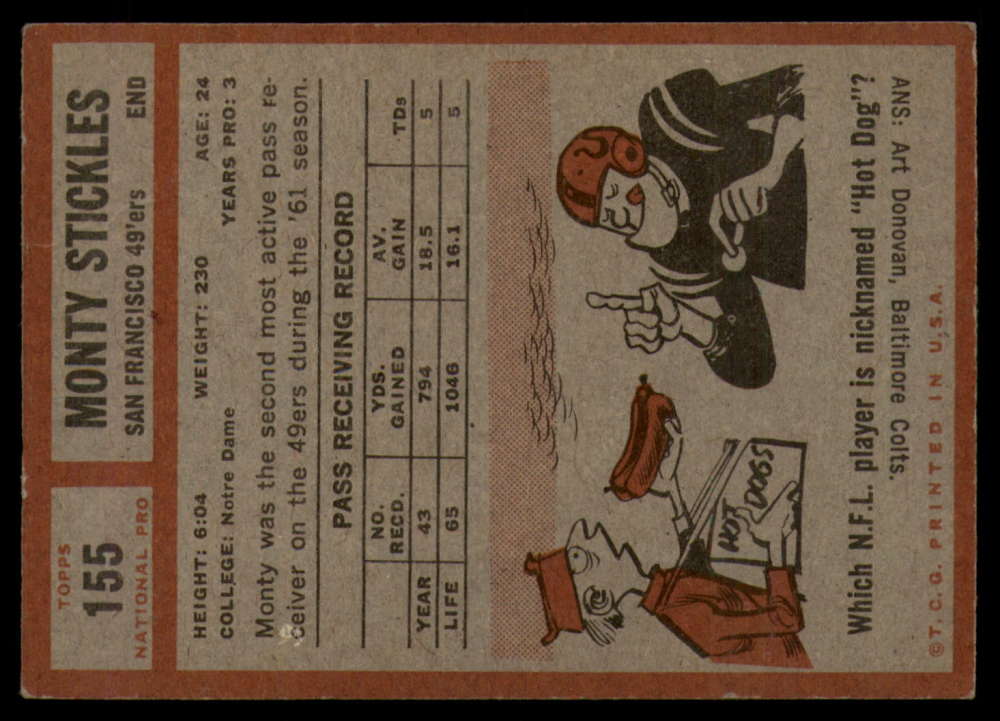 TOPPS
155
NATIONAL PRO
MONTY STICKLES
SAN FRANCISCO 49'ers END
HEIGHT: 6:04 WEIGHT: 230 AGE: 24
COLLEGE: Notre Dame YEARS PRO: 3
Monty was the second most active pass re-
ceiver on the 49ers during the '61 season.
PASS RECEIVING RECORD
NO. RECD. YDS. GAINED AV. GAIN TDs
YEAR 43 794 18.5 5
LIFE 65 1046 16.1 5
HOT DOGS
Which N.F.L. player is nicknamed "Hot Dog"?
ANS: Art Donovan, Baltimore Colts.
©T.C.G. PRINTED IN U.S.A.